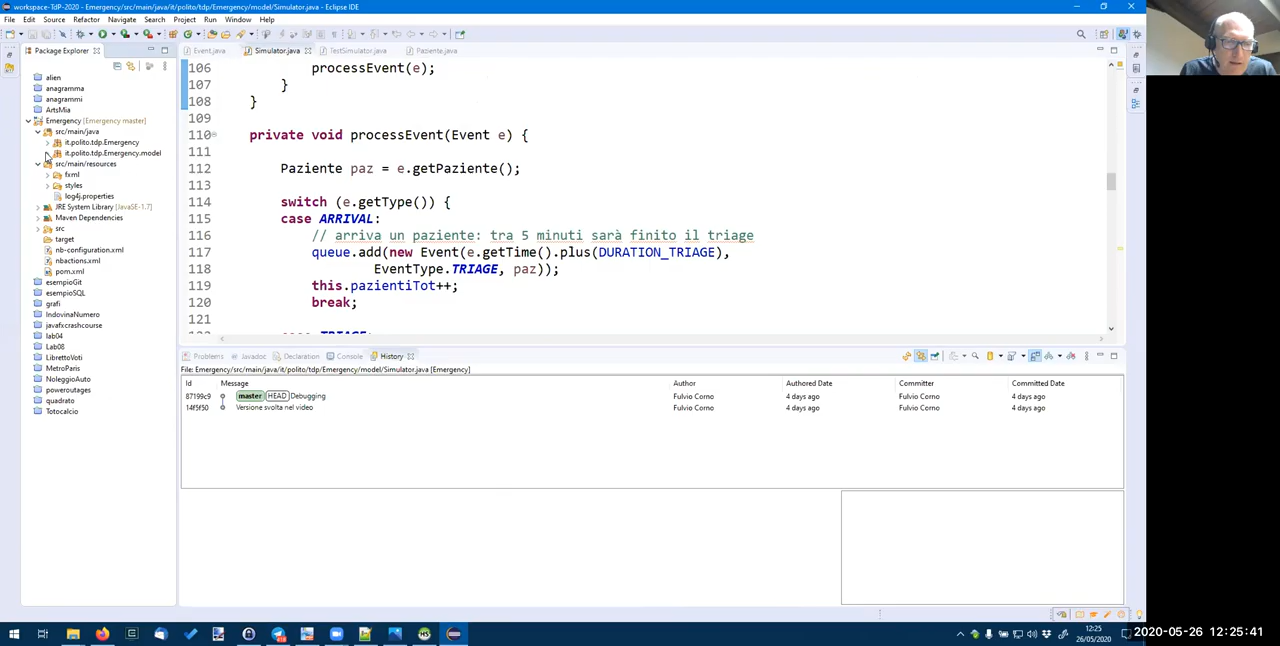 workspace-TdP-2020 - Emergency/src/main/java/it/polito/tdp/Emergency/model/Simulator.java - Eclipse IDE
File Edit Source Refactor Navigate Search Project Run Window Help
Package Explorer
Event.java Simulator.java TestSimulator.java Paziente.java
alien
anagramma
anagrammi
ArtsMia
Emergency [Emergency master]
src/main/java
it.polito.tdp.Emergency
it.polito.tdp.Emergency.model
src/main/resources
fxml
styles
log4j.properties
JRE System Library [JavaSE-1.7]
Maven Dependencies
src
target
nb-configuration.xml
nbactions.xml
pom.xml
esempioGit
esempioSQL
grafi
IndovinaNumero
javafxcrashcourse
lab04
Lab08
LibrettoVoti
MetroParis
NoleggioAuto
poweroutages
quadrato
Totocalcio
106 processEvent(e);
107 }
108 }
109
110 private void processEvent(Event e) {
111
112 Paziente paz = e.getPaziente();
113
114 switch (e.getType()) {
115 case ARRIVAL:
116 // arriva un paziente: tra 5 minuti sarà finito il triage
117 queue.add(new Event(e.getTime().plus(DURATION_TRIAGE),
118 EventType.TRIAGE, paz));
119 this.pazientiTot++;
120 break;
121
122 case TRIAGE:
Problems Javadoc Declaration Console History
File: Emergency/src/main/java/it/polito/tdp/Emergency/model/Simulator.java [Emergency]
Id Message Author Authored Date Committer Committed Date
87199c9 master HEAD Debugging Fulvio Corno 4 days ago Fulvio Corno 4 days ago
14f5f50 Versione svolta nel video Fulvio Corno 4 days ago Fulvio Corno 4 days ago
12:25
26/05/2020
2020-05-26 12:25:41